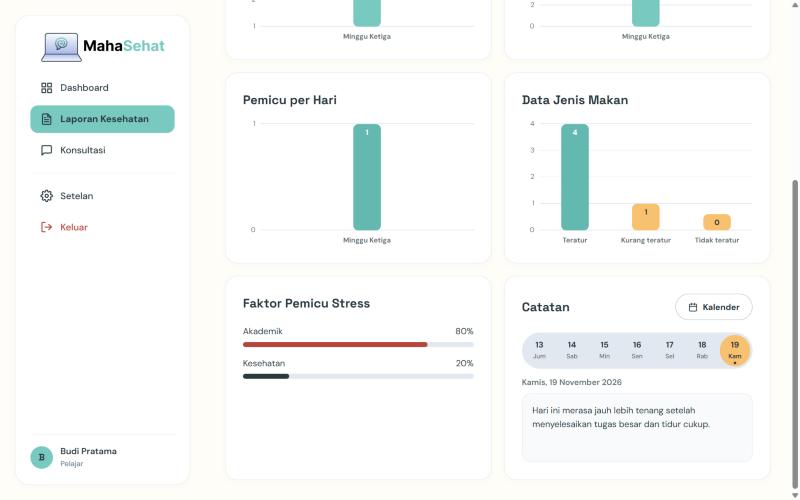 MahaSehat
Dashboard
Laporan Kesehatan
Konsultasi
Setelan
Keluar
B
Budi Pratama
Pelajar
1
Minggu Ketiga
2
0
Minggu Ketiga
Pemicu per Hari
1
1
0
Minggu Ketiga
Data Jenis Makan
4
4
3
2
1
1
0
0
Teratur
Kurang teratur
Tidak teratur
Faktor Pemicu Stress
Akademik 80%
Kesehatan 20%
Catatan
Kalender
13 14 15 16 17 18 19
Jum Sab Min Sen Sel Rab Kam
Kamis, 19 November 2026
Hari ini merasa jauh lebih tenang setelah
menyelesaikan tugas besar dan tidur cukup.